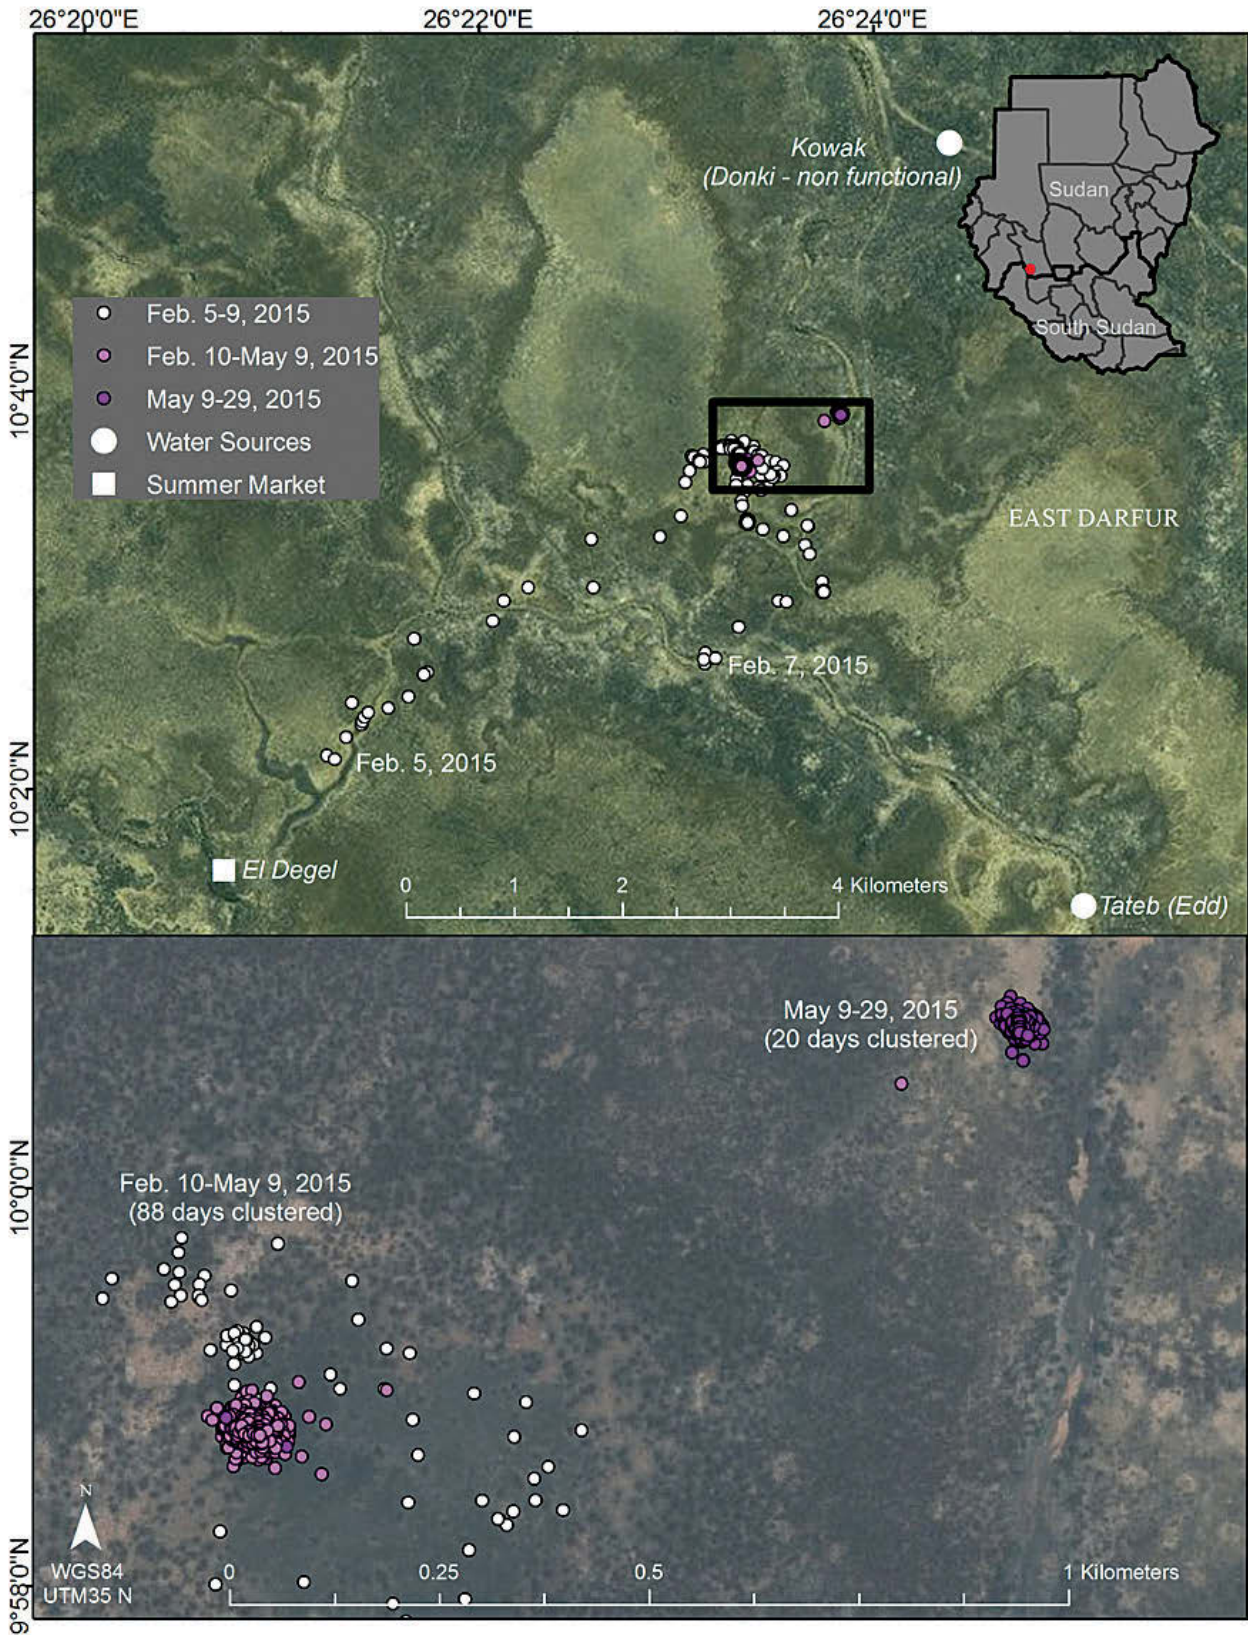 26°20'0"E
26°22'0"E
26°24'0"E
Kowak
(Donki - non functional)
Sudan
South Sudan
Feb. 5-9, 2015
Feb. 10-May 9, 2015
May 9-29, 2015
Water Sources
Summer Market
10°4'0"N
EAST DARFUR
Feb. 7, 2015
Feb. 5, 2015
10°2'0"N
El Degel
0
1
2
4 Kilometers
Tateb (Edd)
May 9-29, 2015
(20 days clustered)
10°0'0"N
Feb. 10-May 9, 2015
(88 days clustered)
N
WGS84
UTM35 N
0
0.25
0.5
1 Kilometers
9°58'0"N